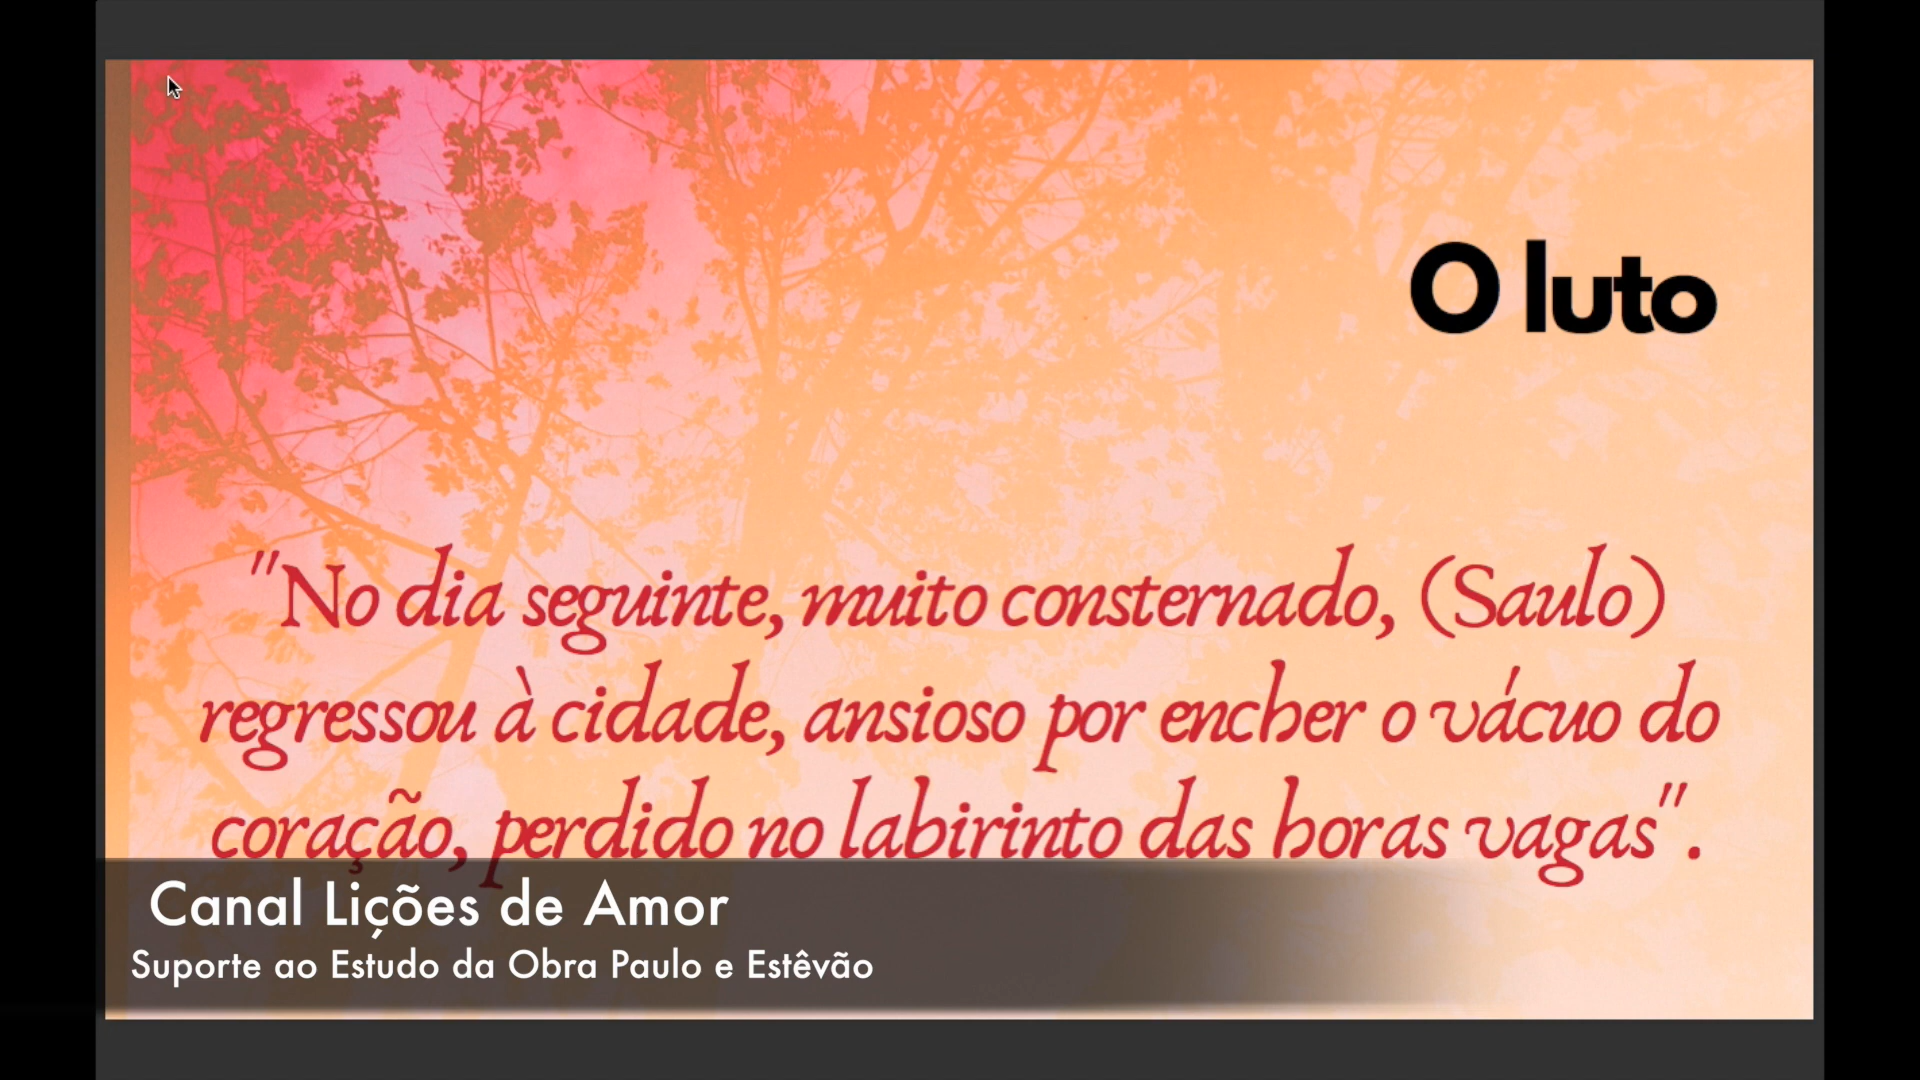 O luto
"No dia seguinte, muito consternado, (Saulo)
regressou à cidade, ansioso por encher o vácuo do
coração, perdido no labirinto das horas vagas".
Canal Lições de Amor
Suporte ao Estudo da Obra Paulo e Estêvão